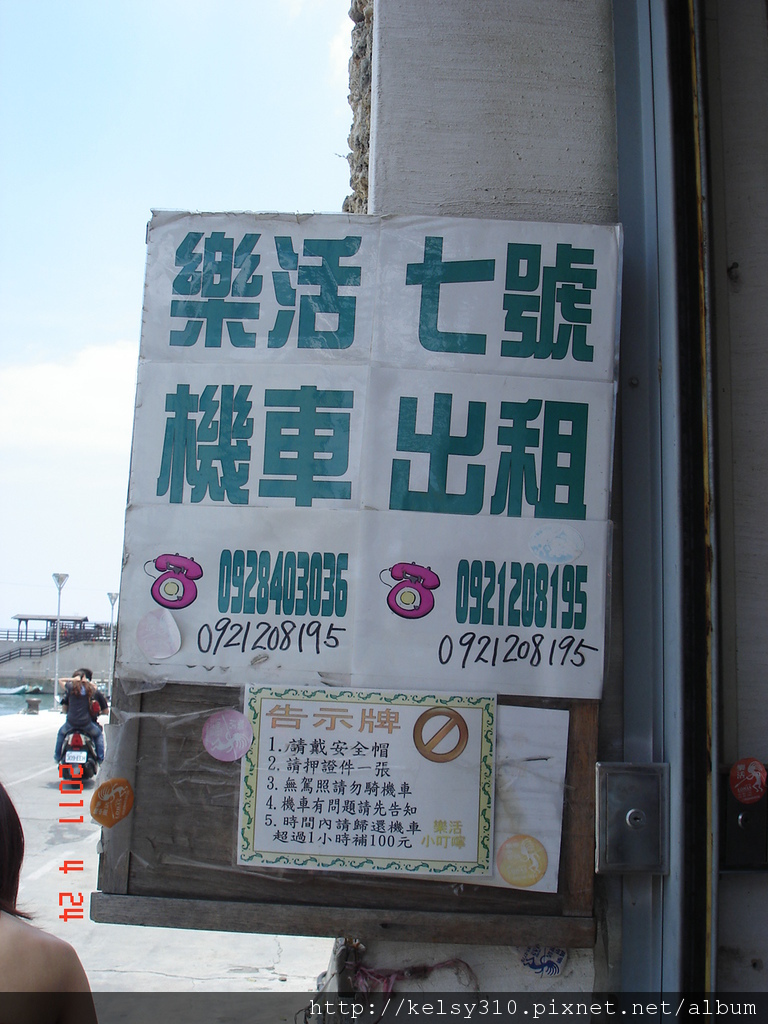 樂活 七號
機車 出租
0928403036 0921208195
0921208195 0921208195
告示牌
1.請戴安全帽
2.請押證件一張
3.無駕照請勿騎機車
4.機車有問題請先告知
5.時間內請歸還機車
超過1小時補100元
樂活
小叮嚀
2011 4 24
http://kelsy310.pixnet.net/album